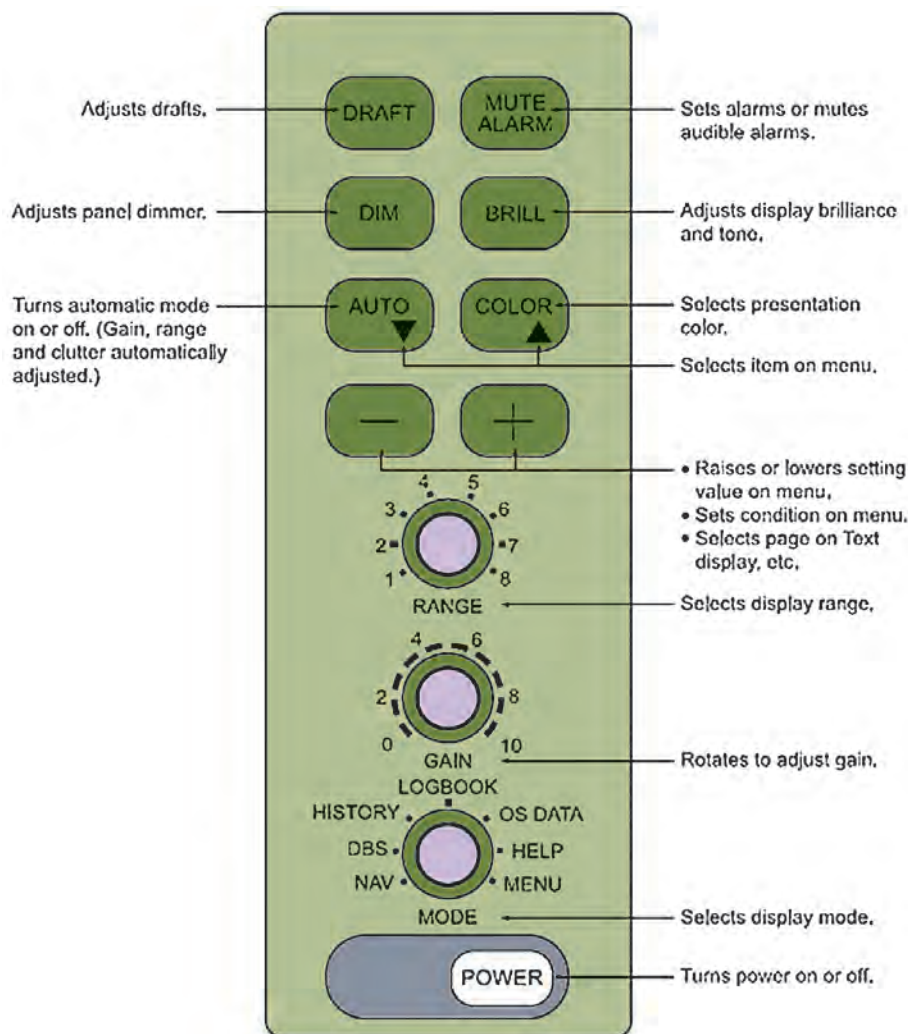 Adjusts drafts.
DRAFT
MUTE
ALARM
Sets alarms or mutes
audible alarms.
Adjusts panel dimmer.
DIM
BRILL
Adjusts display brilliance
and tone.
Turns automatic mode
on or off. (Gain, range
and clutter automatically
adjusted.)
AUTO
▼
COLOR
▲
Selects presentation
color.
Selects item on menu.
—
+
• Raises or lowers setting
value on menu.
• Sets condition on menu.
• Selects page on Text
display, etc.
4 5
3 6
2 7
1 8
RANGE
Selects display range.
4 6
2 8
0 10
GAIN
Rotates to adjust gain.
LOGBOOK
HISTORY OS DATA
DBS HELP
NAV MENU
MODE
Selects display mode.
POWER
Turns power on or off.